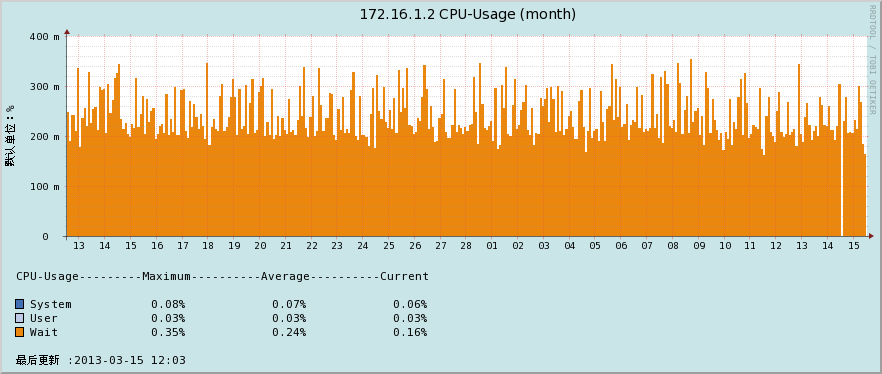 172.16.1.2 CPU-Usage (month)
RRDTOOL / TOBI OETIKER
默认单位：%
400 m
300 m
200 m
100 m
0
13 14 15 16 17 18 19 20 21 22 23 24 25 26 27 28 01 02 03 04 05 06 07 08 09 10 11 12 13 14 15
CPU-Usage---------Maximum----------Average----------Current
System 0.08% 0.07% 0.06%
User 0.03% 0.03% 0.03%
Wait 0.35% 0.24% 0.16%
最后更新 :2013-03-15 12:03